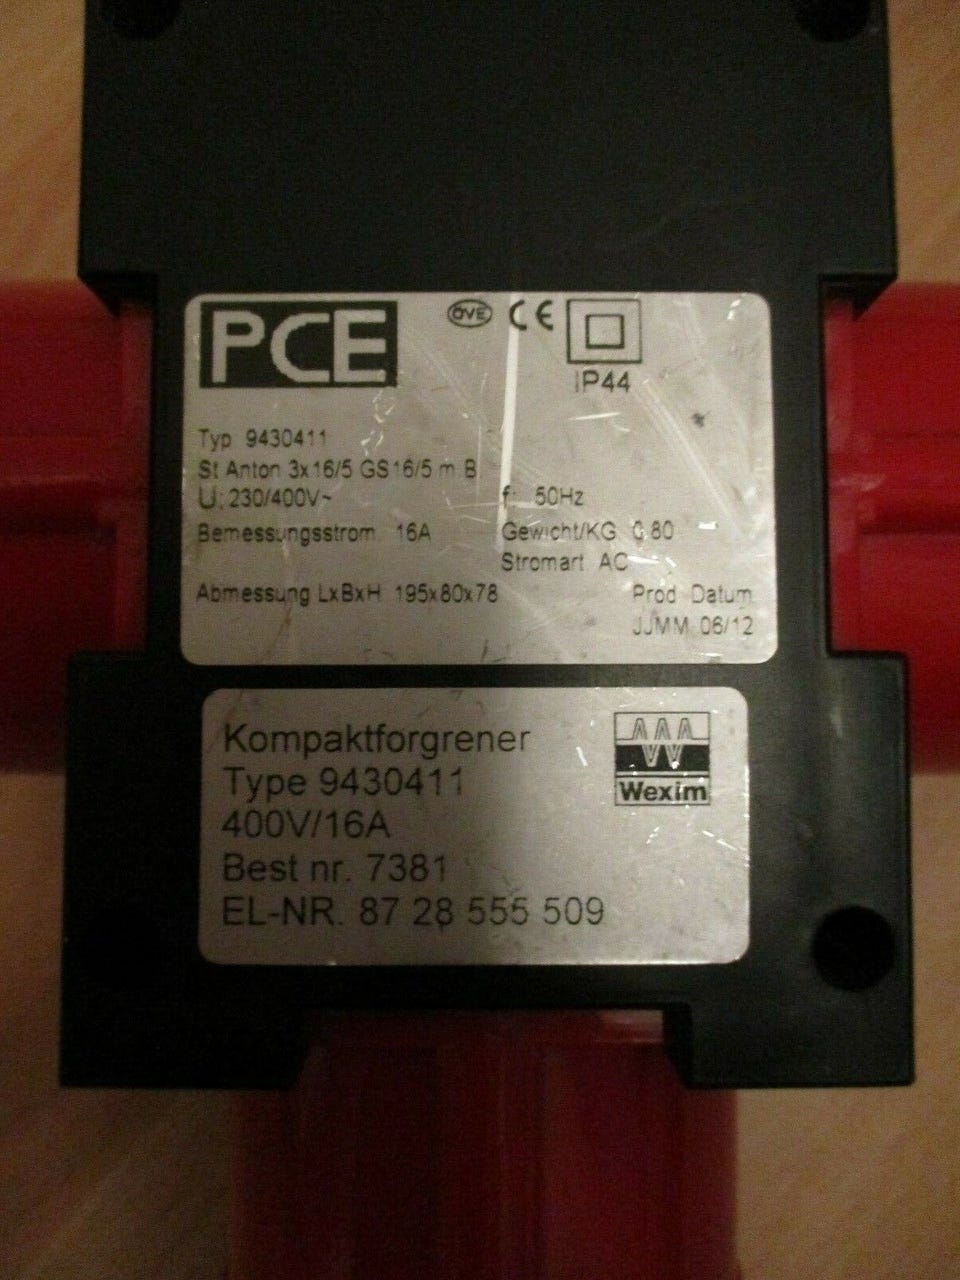 PCE
ÖVE CE
IP44
Typ 9430411
St Anton 3x16/5 GS16/5 m B
U: 230/400V~ f: 50Hz
Bemessungsstrom 16A Gewicht/KG 0.80
Stromart AC
Abmessung LxBxH 195x80x78 Prod Datum
JJMM 06/12
Kompaktforgrener
Type 9430411
400V/16A
Wexim
Best nr. 7381
EL-NR. 87 28 555 509